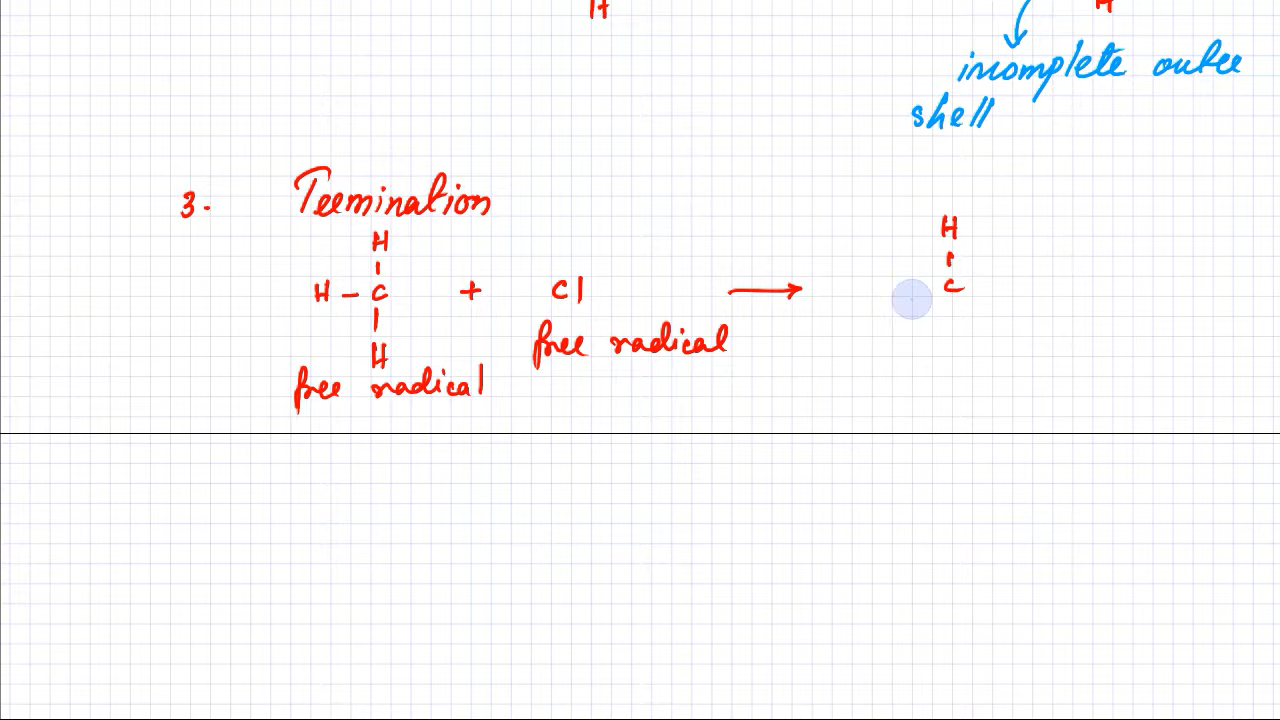 H H
incomplete outer
shell
3. Termination
H H
H – C + Cl ⟶ C
H free radical
free radical